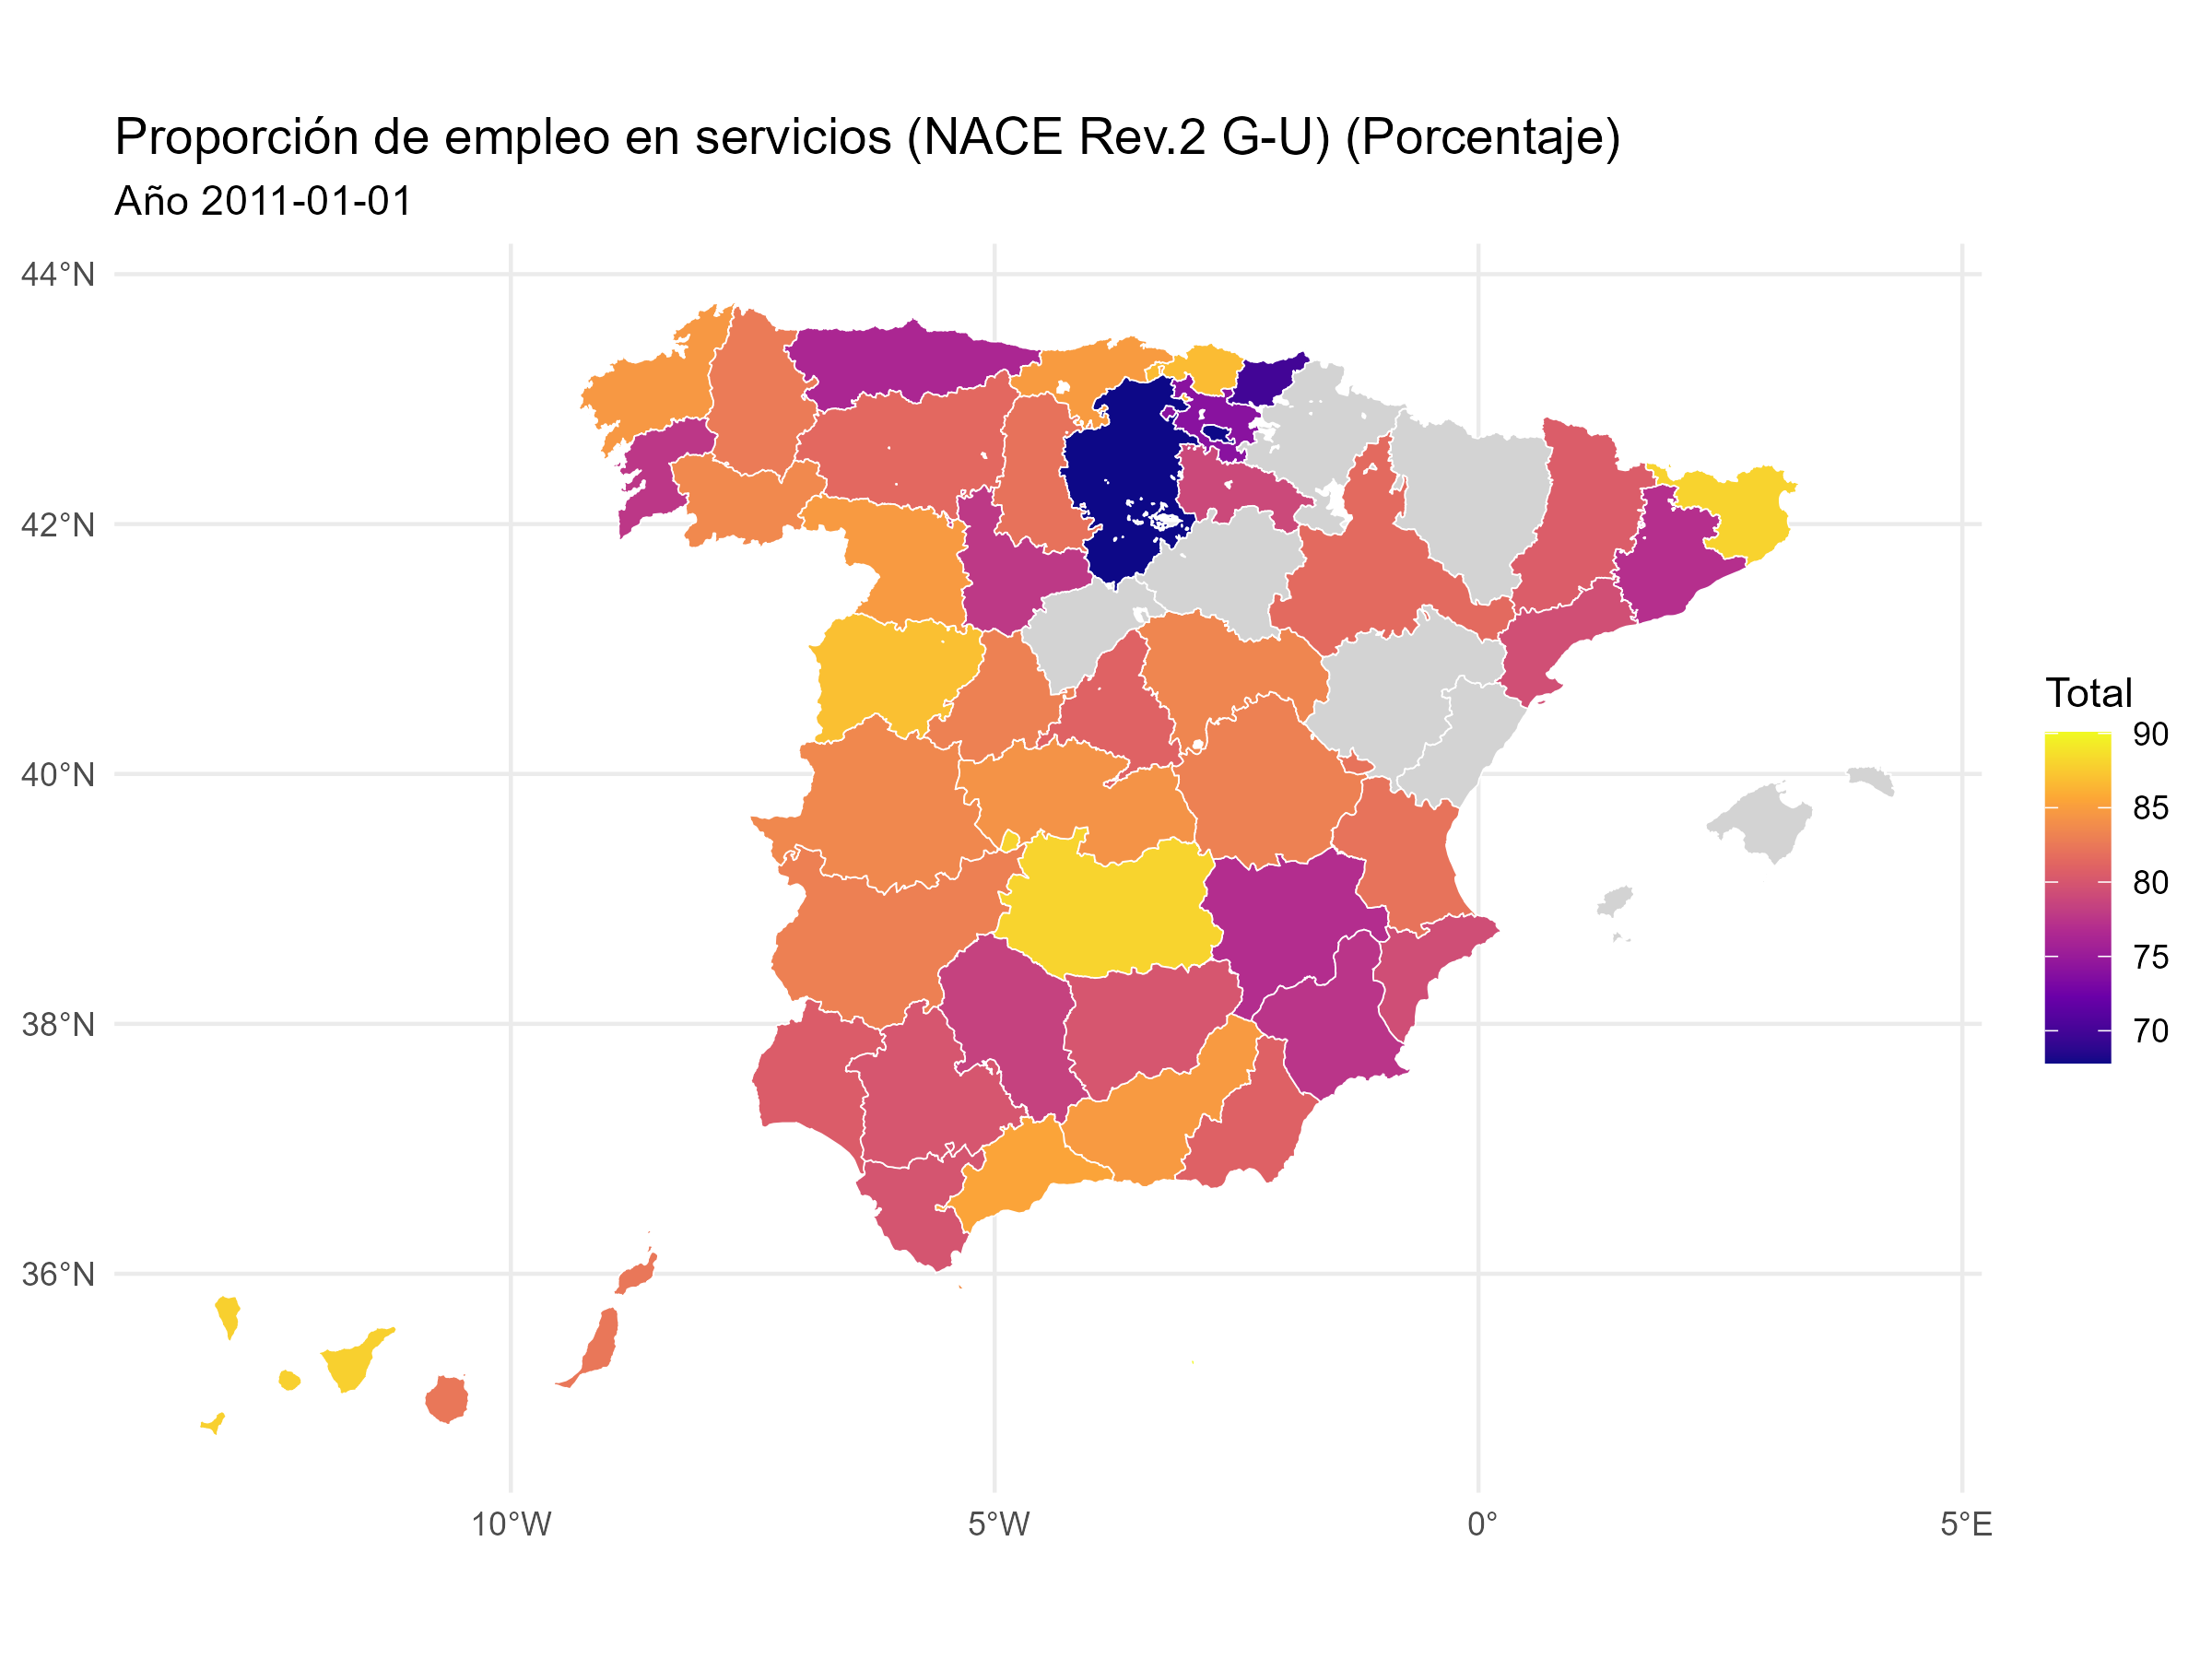 Proporción de empleo en servicios (NACE Rev.2 G-U) (Porcentaje)
Año 2011-01-01
44°N
42°N
40°N
38°N
36°N
10°W
5°W
0°
5°E
Total
90
85
80
75
70